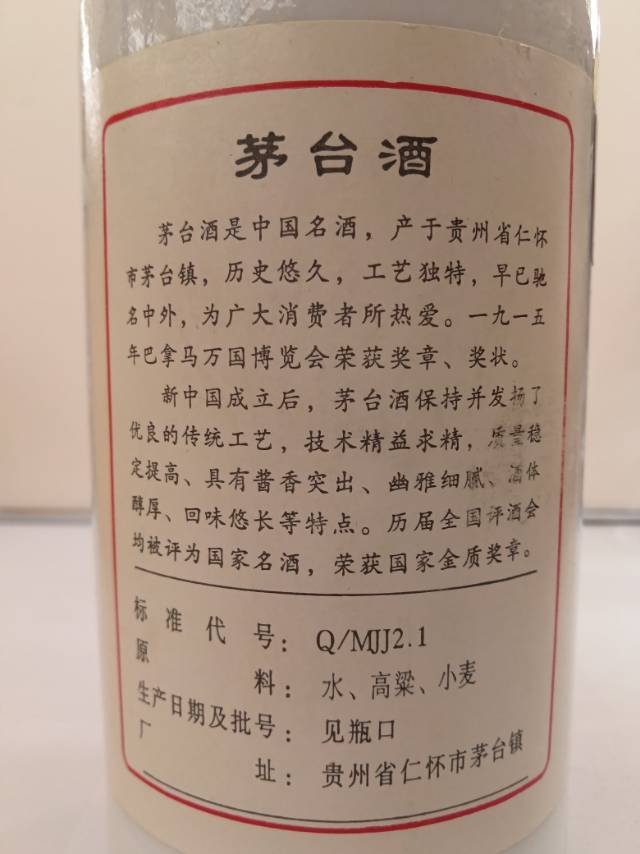 茅台酒
茅台酒是中国名酒，产于贵州省仁怀
市茅台镇，历史悠久，工艺独特，早已驰
名中外，为广大消费者所热爱。一九一五
年巴拿马万国博览会荣获奖章、奖状。
新中国成立后，茅台酒保持并发扬了
优良的传统工艺，技术精益求精，质量稳
定提高、具有酱香突出、幽雅细腻、酒体
醇厚、回味悠长等特点。历届全国评酒会
均被评为国家名酒，荣获国家金质奖章。
标准代号：Q/MJJ2.1
原料：水、高粱、小麦
生产日期及批号：见瓶口
厂址：贵州省仁怀市茅台镇